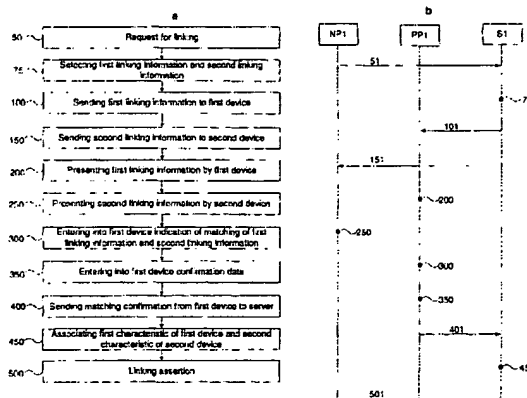 a
50
Request for linking
75
Selecting first linking information and second linking
information
100
Sending first linking information to first device
150
Sending second linking information to second device
200
Presenting first linking information by first device
250
Presenting second linking information by second device
300
Entering into first device indication of matching of first
linking information and second linking information
350
Entering into first device confirmation data
400
Sending matching confirmation from first device to server
450
Associating first characteristic of first device and second
characteristic of second device
500
Linking assertion
b
NP1
PP1
S1
51
7
101
151
200
250
300
350
401
45
501